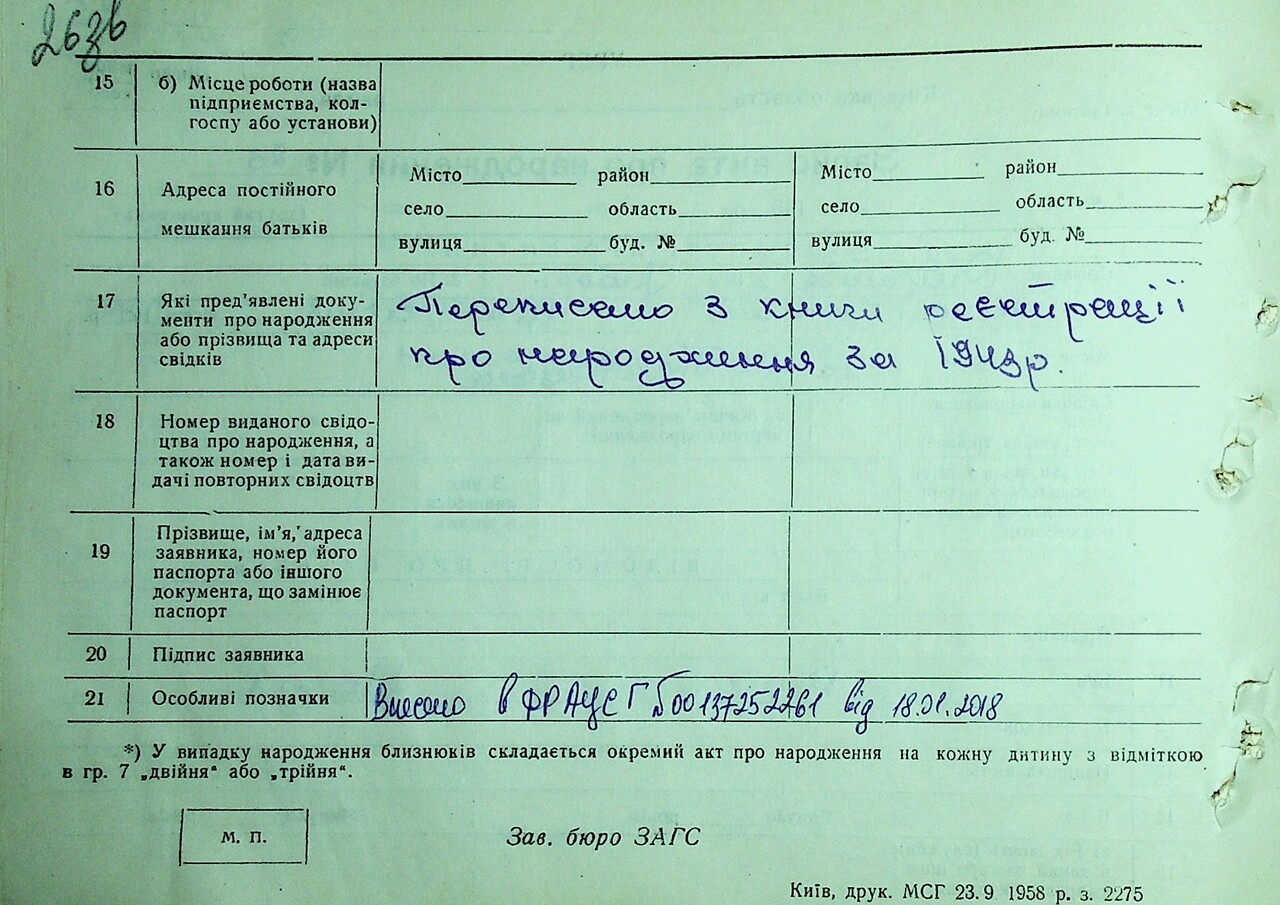 26зв
15 б) Місце роботи (назва
підприємства, кол-
госпу або установи)
16 Адреса постійного
мешкання батьків
Місто район Місто район
село область село область
вулиця буд. № вулиця буд. №
17 Які пред’явлені доку-
менти про народження
або прізвища та адреси
свідків
Переписано з книги реєстрації
про народження за 1943р.
18 Номер виданого свідо-
цтва про народження, а
також номер і дата ви-
дачі повторних свідоцтв
19 Прізвище, ім’я, адреса
заявника, номер його
паспорта або іншого
документа, що замінює
паспорт
20 Підпис заявника
21 Особливі позначки Внесено в ФРАЦСГ 00137252261 від 18.01.2018
*) У випадку народження близнюків складається окремий акт про народження на кожну дитину з відміткою
в гр. 7 „двійня“ або „трійня“.
м. п.
Зав. бюро ЗАГС
Київ, друк. МСГ 23.9 1958 р. з. 2275